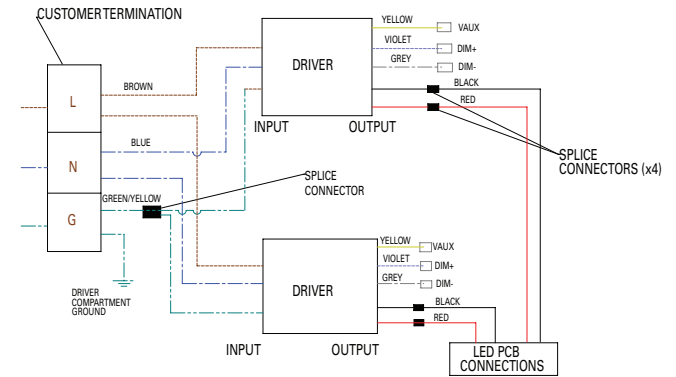 CUSTOMER TERMINATION
YELLOW
VAUX
VIOLET
DIM+
GREY
DIM-
DRIVER
BLACK
RED
L
BROWN
INPUT
OUTPUT
BLUE
N
SPLICE
CONNECTORS (x4)
SPLICE
CONNECTOR
GREEN/YELLOW
G
YELLOW
VAUX
VIOLET
DIM+
GREY
DIM-
DRIVER
DRIVER
COMPARTMENT
GROUND
BLACK
RED
INPUT
OUTPUT
LED PCB
CONNECTIONS